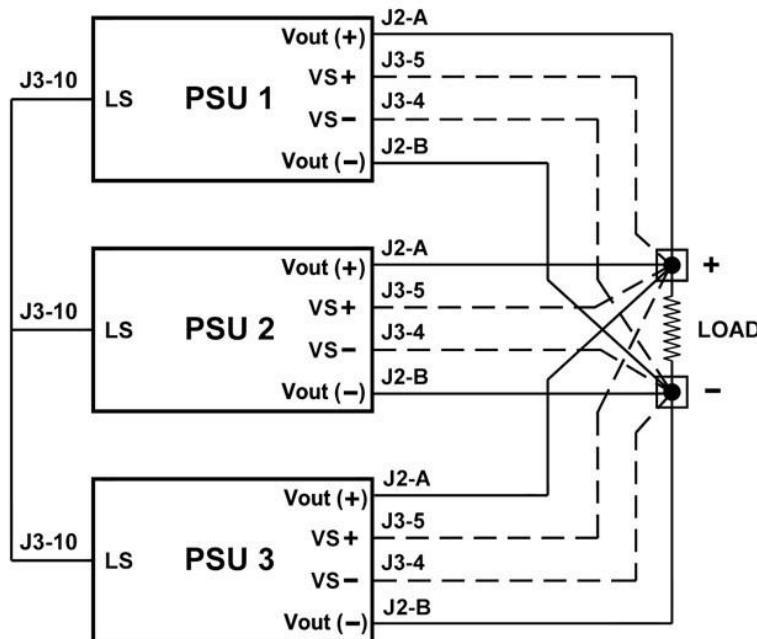 J2-A
Vout (+)
J3-5
J3-10
VS+
LS
PSU 1
J3-4
VS−
J2-B
Vout (−)
J2-A
Vout (+)
+
J3-5
J3-10
VS+
LS
PSU 2
LOAD
J3-4
VS−
J2-B
Vout (−)
−
J2-A
Vout (+)
J3-5
J3-10
VS+
LS
PSU 3
J3-4
VS−
J2-B
Vout (−)